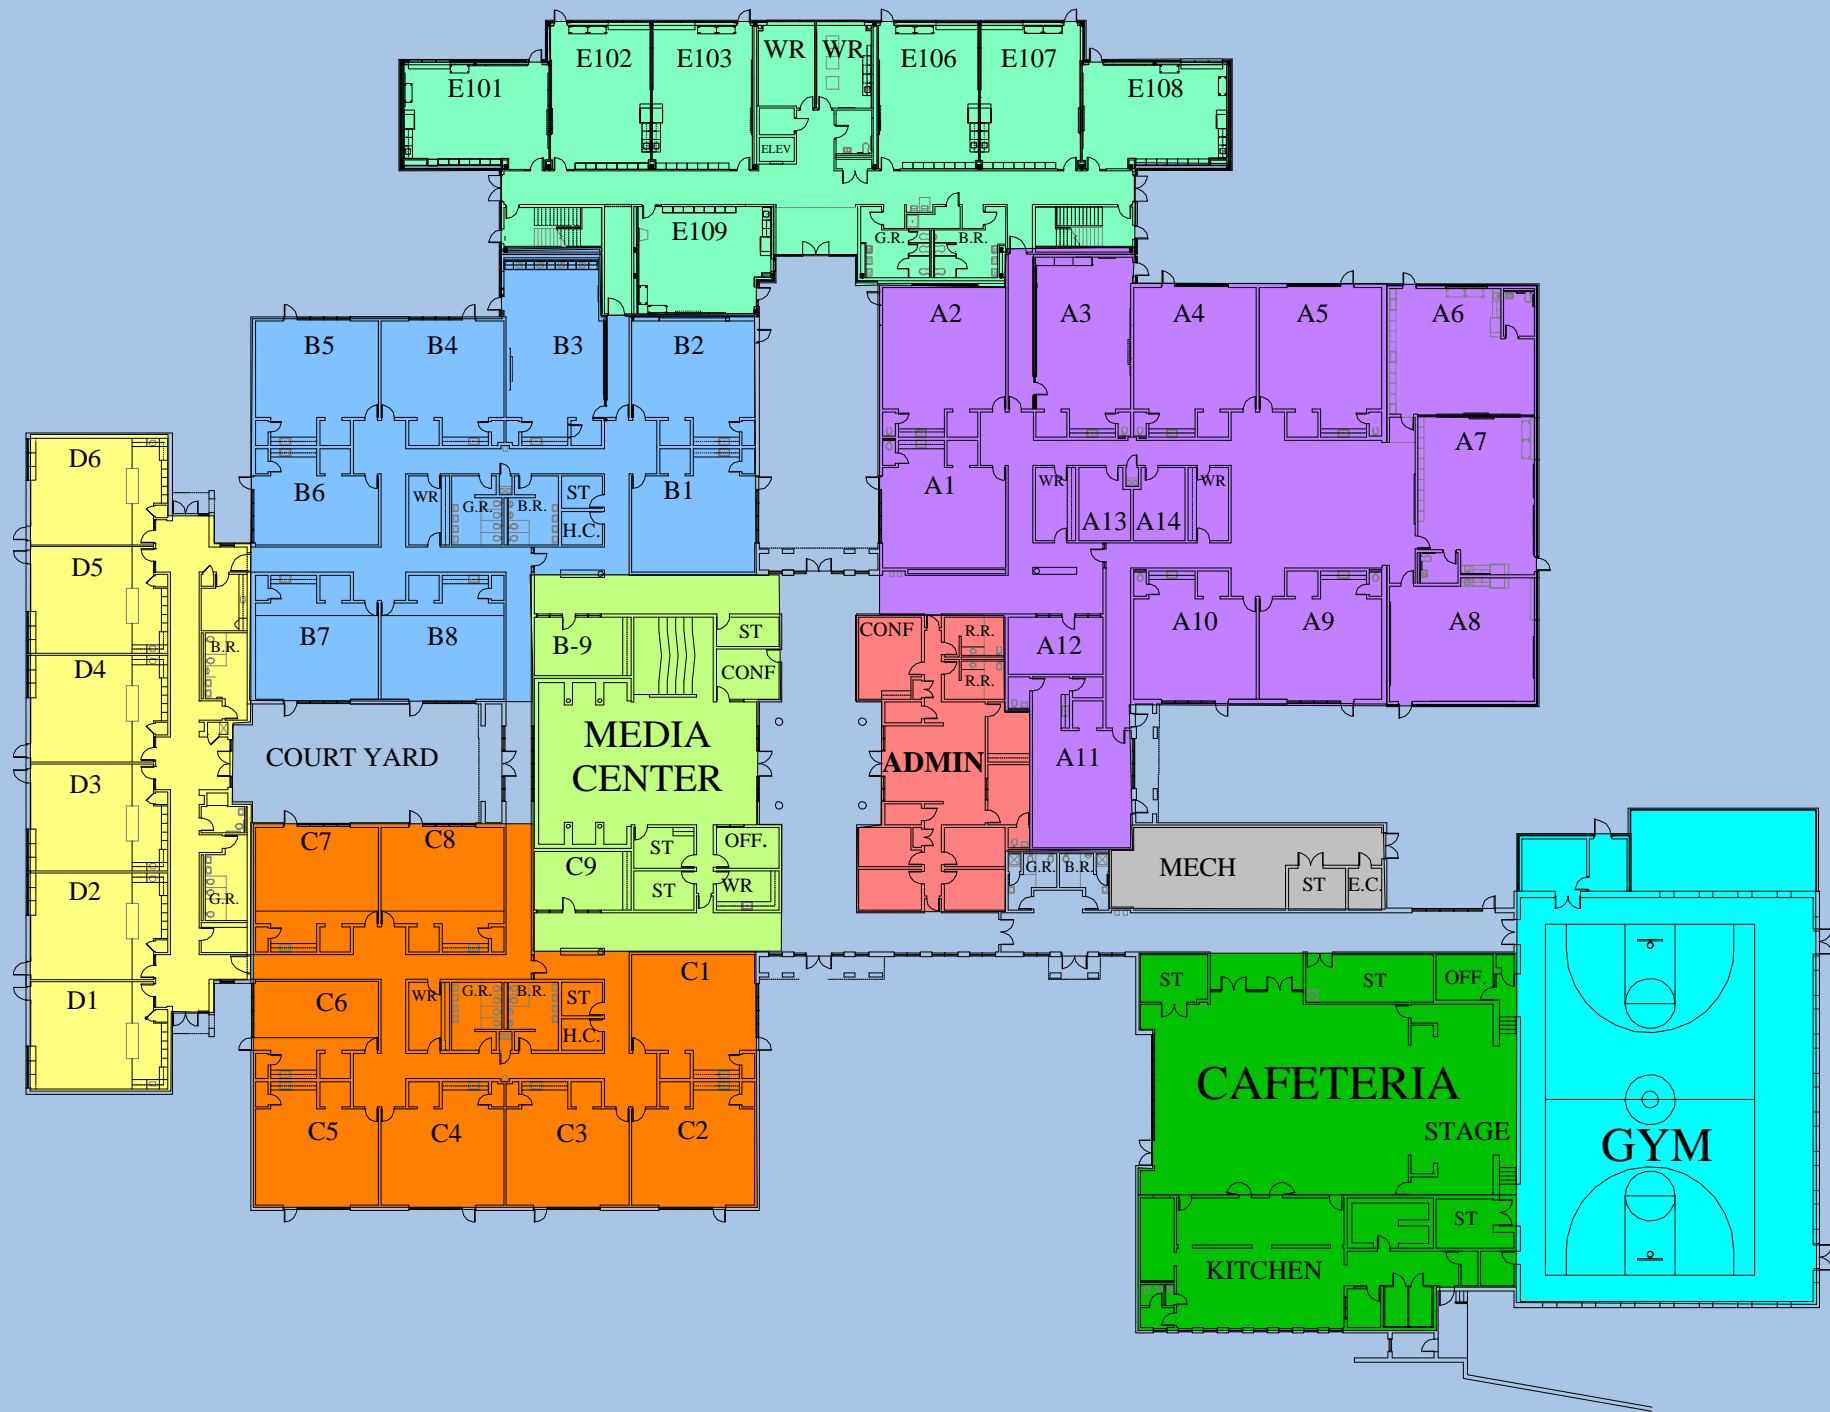 E101
E102
E103
WR
WR
E106
E107
E108
ELEV
E109
G.R.
B.R.
B5
B4
B3
B2
A2
A3
A4
A5
A6
D6
B6
WR
G.R.
B.R.
ST
H.C.
B1
A1
WR
A13
A14
WR
A7
D5
B7
B8
B.R.
B-9
ST
CONF
CONF
R.R.
R.R.
A12
A10
A9
A8
D4
COURT YARD
MEDIA
CENTER
ADMIN
A11
D3
C7
C8
ST
OFF.
C9
ST
WR
G.R.
B.R.
MECH
ST
E.C.
D2
G.R.
D1
C6
WR
G.R.
B.R.
ST
H.C.
C1
ST
ST
OFF.
C5
C4
C3
C2
CAFETERIA
STAGE
GYM
ST
KITCHEN